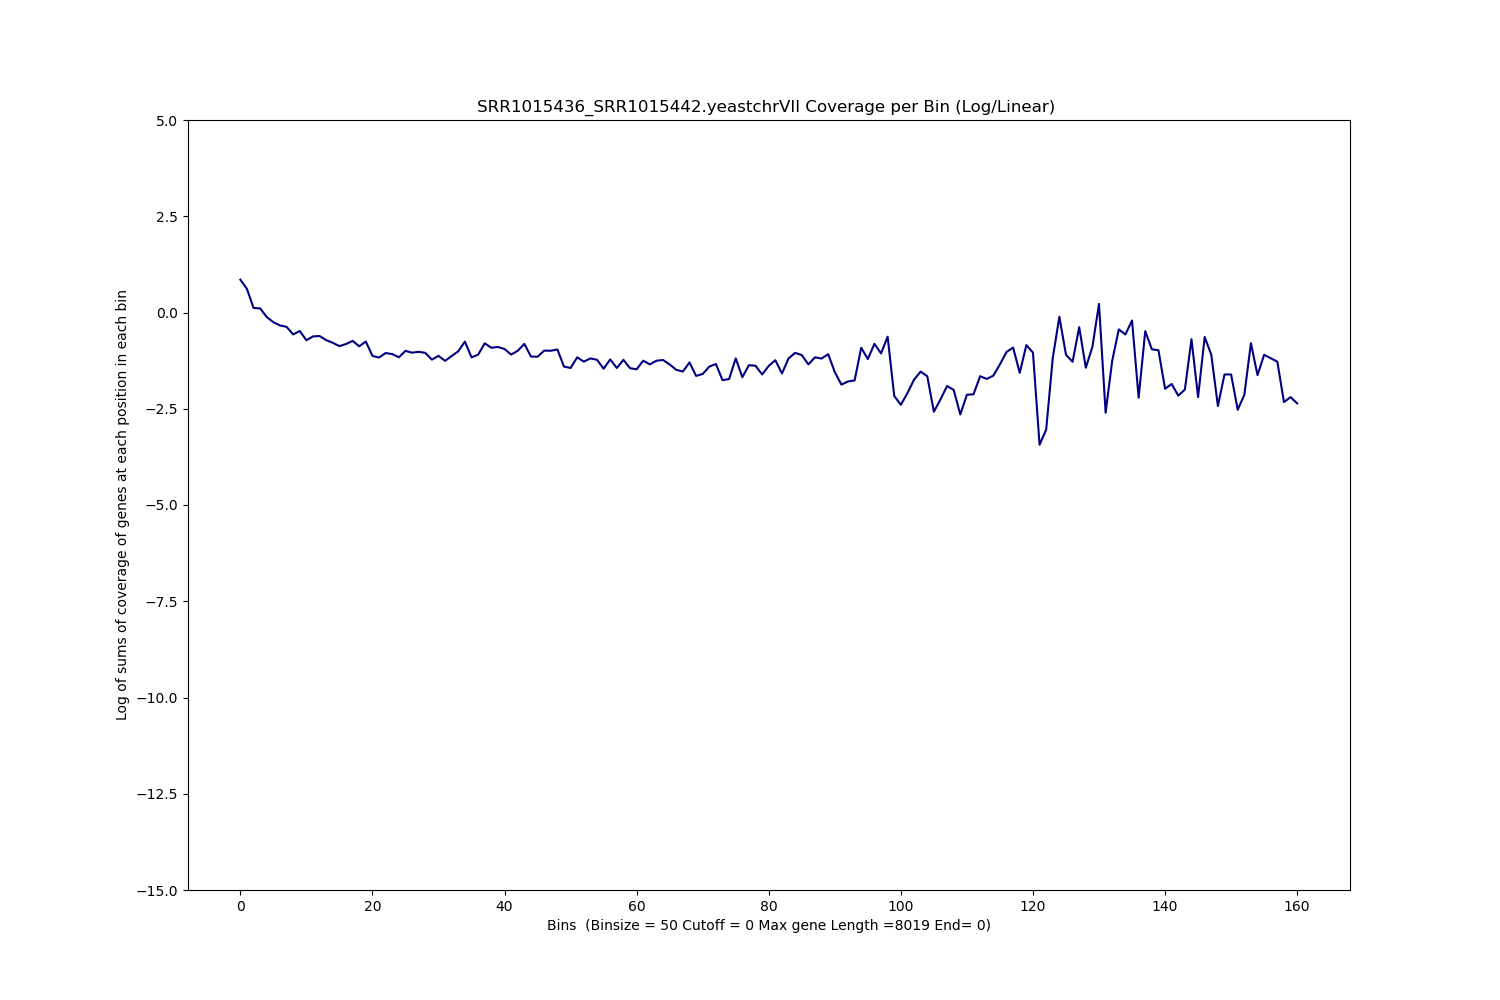 SRR1015436_SRR1015442.yeastchrVII Coverage per Bin (Log/Linear)
5.0
2.5
0.0
−2.5
−5.0
−7.5
−10.0
−12.5
−15.0
Log of sums of coverage of genes at each position in each bin
0 20 40 60 80 100 120 140 160
Bins  (Binsize = 50 Cutoff = 0 Max gene Length =8019 End= 0)